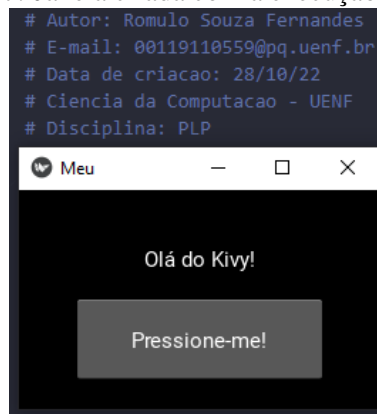 # Autor: Romulo Souza Fernandes
# E-mail: 00119110559@pq.uenf.br
# Data de criacao: 28/10/22
# Ciencia da Computacao - UENF
# Disciplina: PLP
Meu
Olá do Kivy!
Pressione-me!